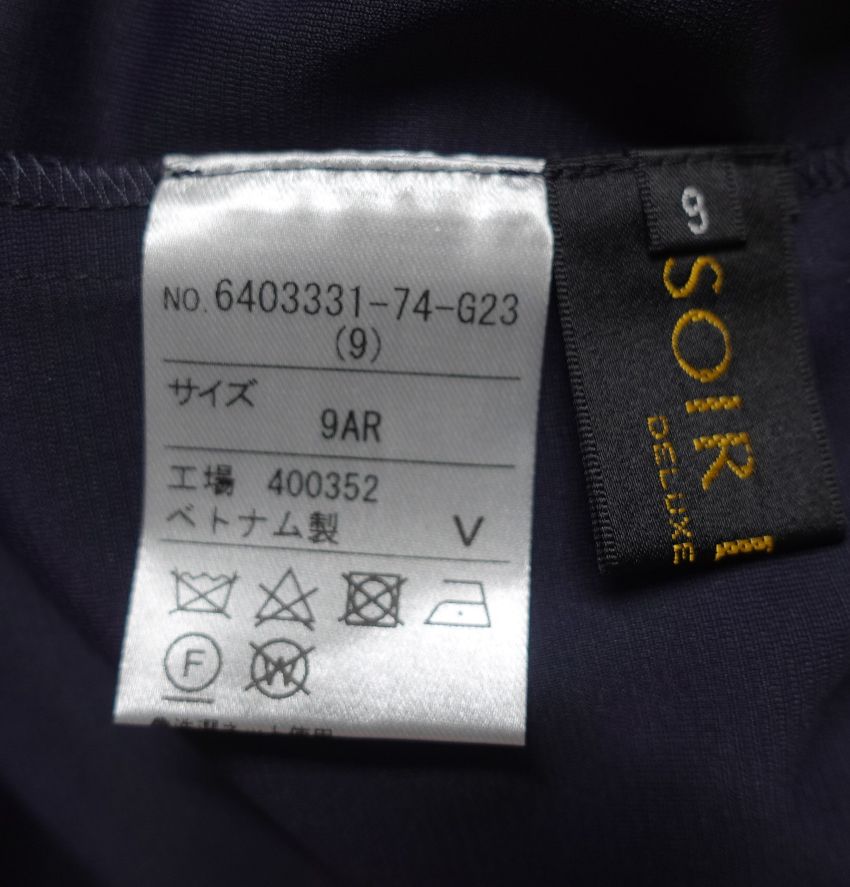 NO. 6403331-74-G23
(9)
サイズ
9AR
工場 400352
ベトナム製 V
F
W
9
SOIR
DELUXE